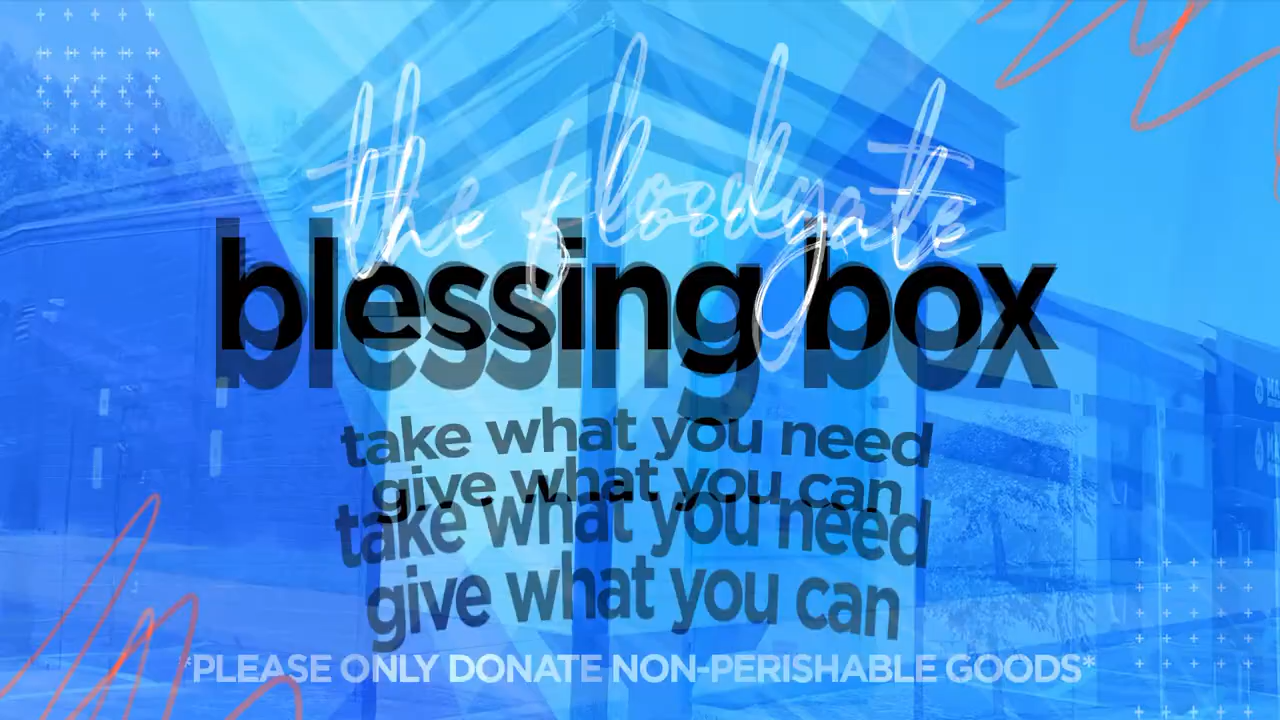 the floodgate
blessing box
take what you need
give what you can
take what you need
give what you can
*PLEASE ONLY DONATE NON-PERISHABLE GOODS*